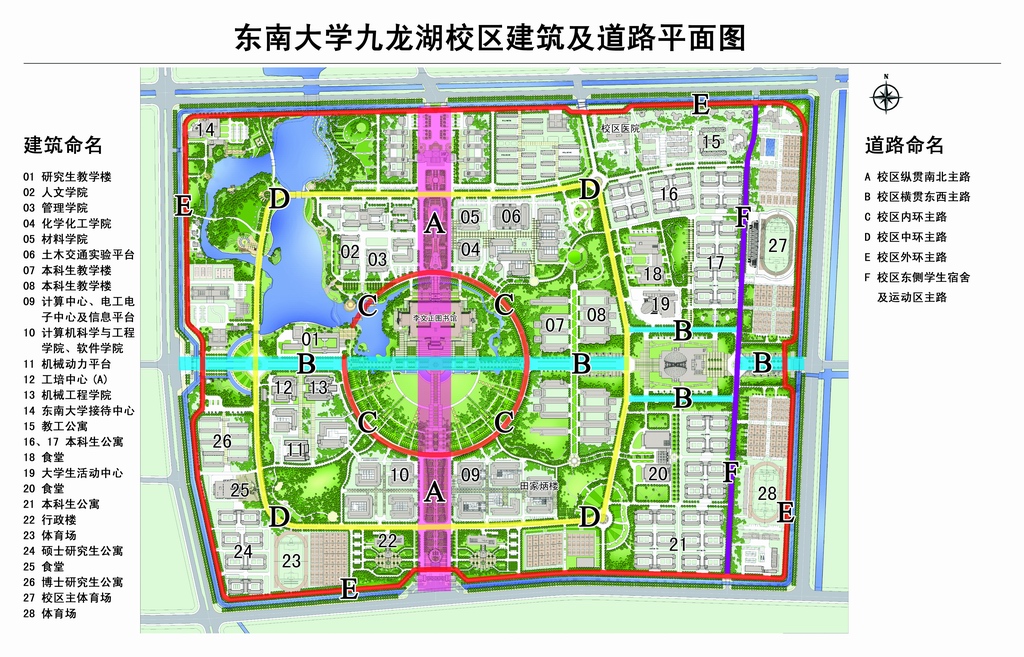 东南大学九龙湖校区建筑及道路平面图
建筑命名
01 研究生教学楼
02 人文学院
03 管理学院
04 化学化工学院
05 材料学院
06 土木交通实验平台
07 本科生教学楼
08 本科生教学楼
09 计算中心、电工电
子中心及信息平台
10 计算机科学与工程
学院、软件学院
11 机械动力平台
12 工培中心(A)
13 机械工程学院
14 东南大学接待中心
15 教工公寓
16、17 本科生公寓
18 食堂
19 大学生活动中心
20 食堂
21 本科生公寓
22 行政楼
23 体育场
24 硕士研究生公寓
25 食堂
26 博士研究生公寓
27 校区主体育场
28 体育场
N
道路命名
A 校区纵贯南北主路
B 校区横贯东西主路
C 校区内环主路
D 校区中环主路
E 校区外环主路
F 校区东侧学生宿舍
及运动区主路
E
14
校区医院
15
D
D
16
E
A
05
06
F
27
02
03
04
18
17
C
C
19
李文正图书馆
07
08
B
01
B
B
B
12
13
B
C
C
26
11
10
A
09
20
F
25
田家炳楼
28
D
D
E
24
23
22
21
E